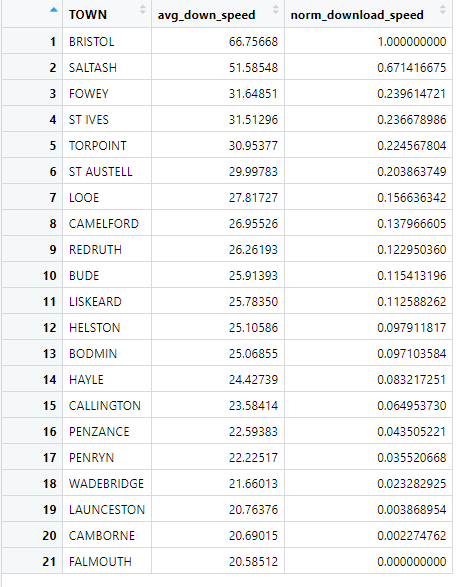 TOWN avg_down_speed norm_download_speed
1 BRISTOL 66.75668 1.000000000
2 SALTASH 51.58548 0.671416675
3 FOWEY 31.64851 0.239614721
4 ST IVES 31.51296 0.236678986
5 TORPOINT 30.95377 0.224567804
6 ST AUSTELL 29.99783 0.203863749
7 LOOE 27.81727 0.156636342
8 CAMELFORD 26.95526 0.137966605
9 REDRUTH 26.26193 0.122950360
10 BUDE 25.91393 0.115413196
11 LISKEARD 25.78350 0.112588262
12 HELSTON 25.10586 0.097911817
13 BODMIN 25.06855 0.097103584
14 HAYLE 24.42739 0.083217251
15 CALLINGTON 23.58414 0.064953730
16 PENZANCE 22.59383 0.043505221
17 PENRYN 22.22517 0.035520668
18 WADEBRIDGE 21.66013 0.023282925
19 LAUNCESTON 20.76376 0.003868954
20 CAMBORNE 20.69015 0.002274762
21 FALMOUTH 20.58512 0.000000000